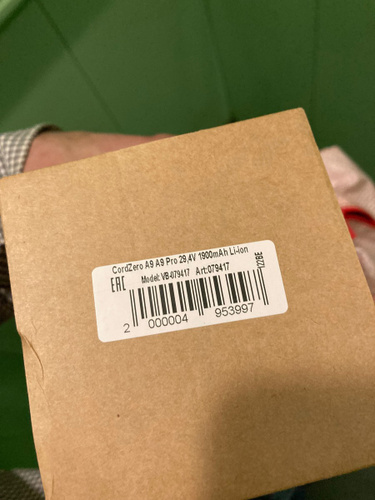 CordZero A9 A9 Pro 29,4V 1900mAh Li-ion
EAC Model: VB-079417 Art:079417
2 000004 953997